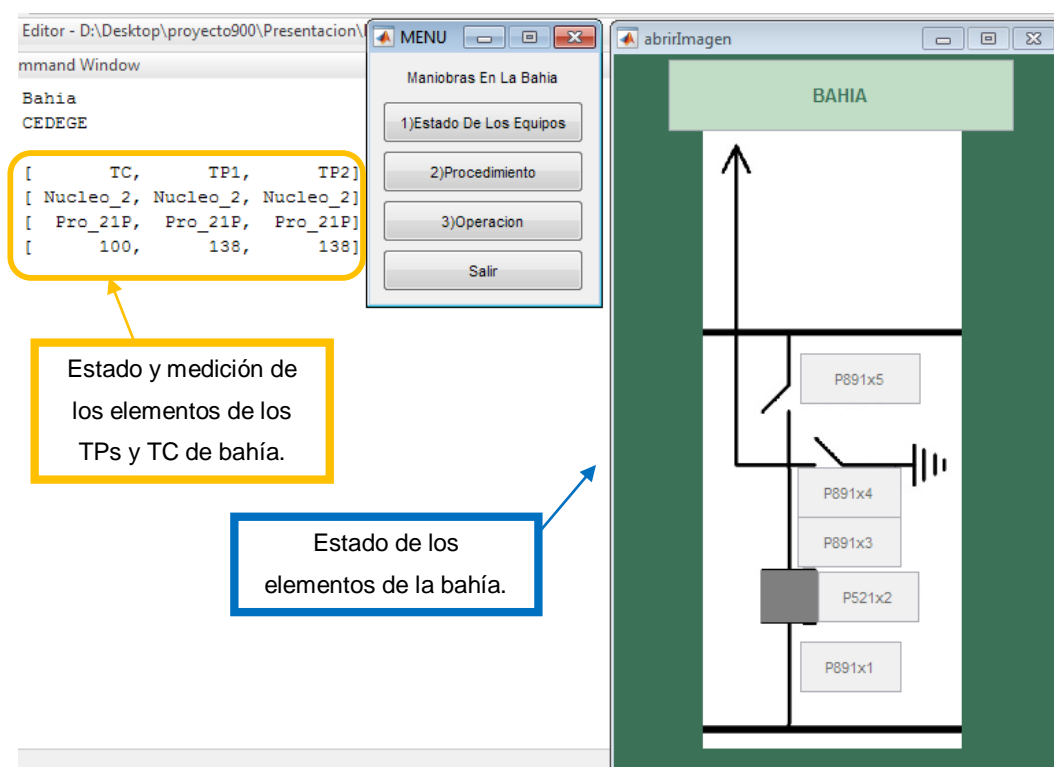 Editor - D:\Desktop\proyecto900\Presentacion\
mmand Window
Bahia
CEDEGE
[ TC, TP1, TP2]
[ Nucleo_2, Nucleo_2, Nucleo_2]
[ Pro_21P, Pro_21P, Pro_21P]
[ 100, 138, 138]
Estado y medición de
los elementos de los
TPs y TC de bahía.
Estado de los
elementos de la bahía.
MENU
Maniobras En La Bahia
1)Estado De Los Equipos
2)Procedimiento
3)Operacion
Salir
abrirImagen
BAHIA
P891x5
P891x4
P891x3
P521x2
P891x1